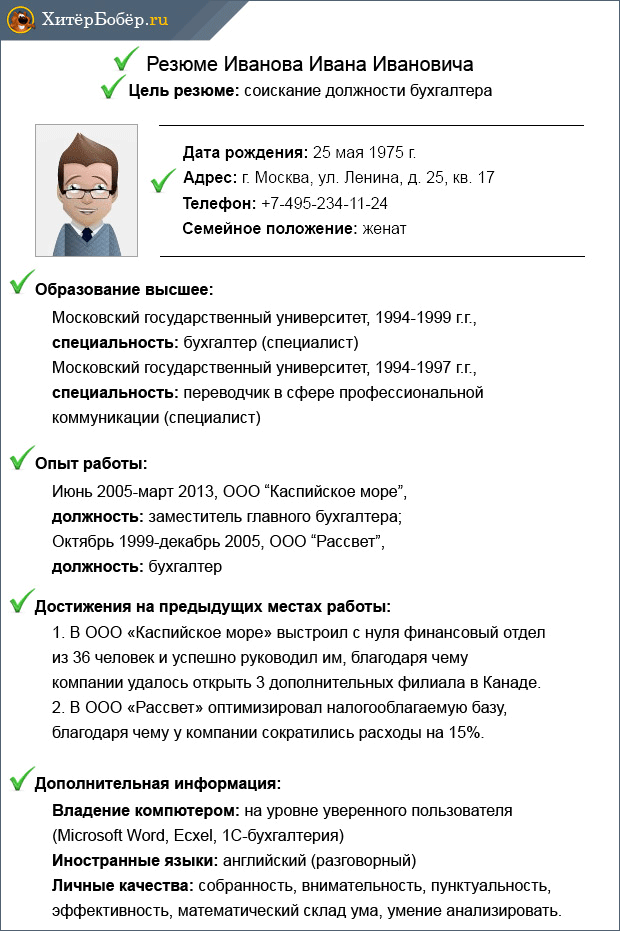 ХитёрБобёр.ru
Резюме Иванова Ивана Ивановича
Цель резюме: соискание должности бухгалтера
Дата рождения: 25 мая 1975 г.
Адрес: г. Москва, ул. Ленина, д. 25, кв. 17
Телефон: +7-495-234-11-24
Семейное положение: женат
Образование высшее:
Московский государственный университет, 1994-1999 г.г.,
специальность: бухгалтер (специалист)
Московский государственный университет, 1994-1997 г.г.,
специальность: переводчик в сфере профессиональной
коммуникации (специалист)
Опыт работы:
Июнь 2005-март 2013, ООО “Каспийское море”,
должность: заместитель главного бухгалтера;
Октябрь 1999-декабрь 2005, ООО “Рассвет”,
должность: бухгалтер
Достижения на предыдущих местах работы:
1. В ООО «Каспийское море» выстроил с нуля финансовый отдел
из 36 человек и успешно руководил им, благодаря чему
компании удалось открыть 3 дополнительных филиала в Канаде.
2. В ООО «Рассвет» оптимизировал налогооблагаемую базу,
благодаря чему у компании сократились расходы на 15%.
Дополнительная информация:
Владение компютером: на уровне уверенного пользователя
(Microsoft Word, Ecxel, 1С-бухгалтерия)
Иностранные языки: английский (разговорный)
Личные качества: собранность, внимательность, пунктуальность,
эффективность, математический склад ума, умение анализировать.